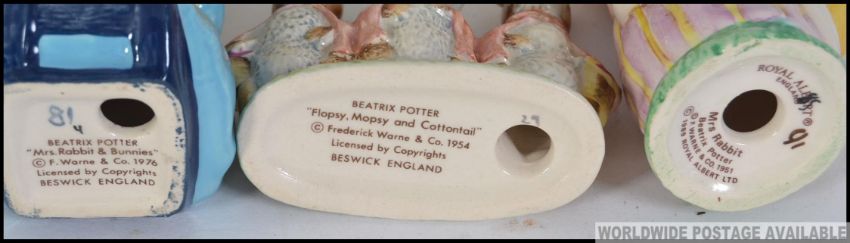 81
4
BEATRIX POTTER
"Mrs. Rabbit & Bunnies"
© F. Warne & Co. 1976
Licensed by Copyrights
BESWICK ENGLAND
29
BEATRIX POTTER
"Flopsy, Mopsy and Cottontail"
© Frederick Warne & Co. 1954
Licensed by Copyrights
BESWICK ENGLAND
ROYAL ALBERT ®
ENGLAND
Mrs Rabbit
Beatrix Potter
© F. WARNE & CO. 1951
© 1989 ROYAL ALBERT LTD
WORLDWIDE POSTAGE AVAILABLE